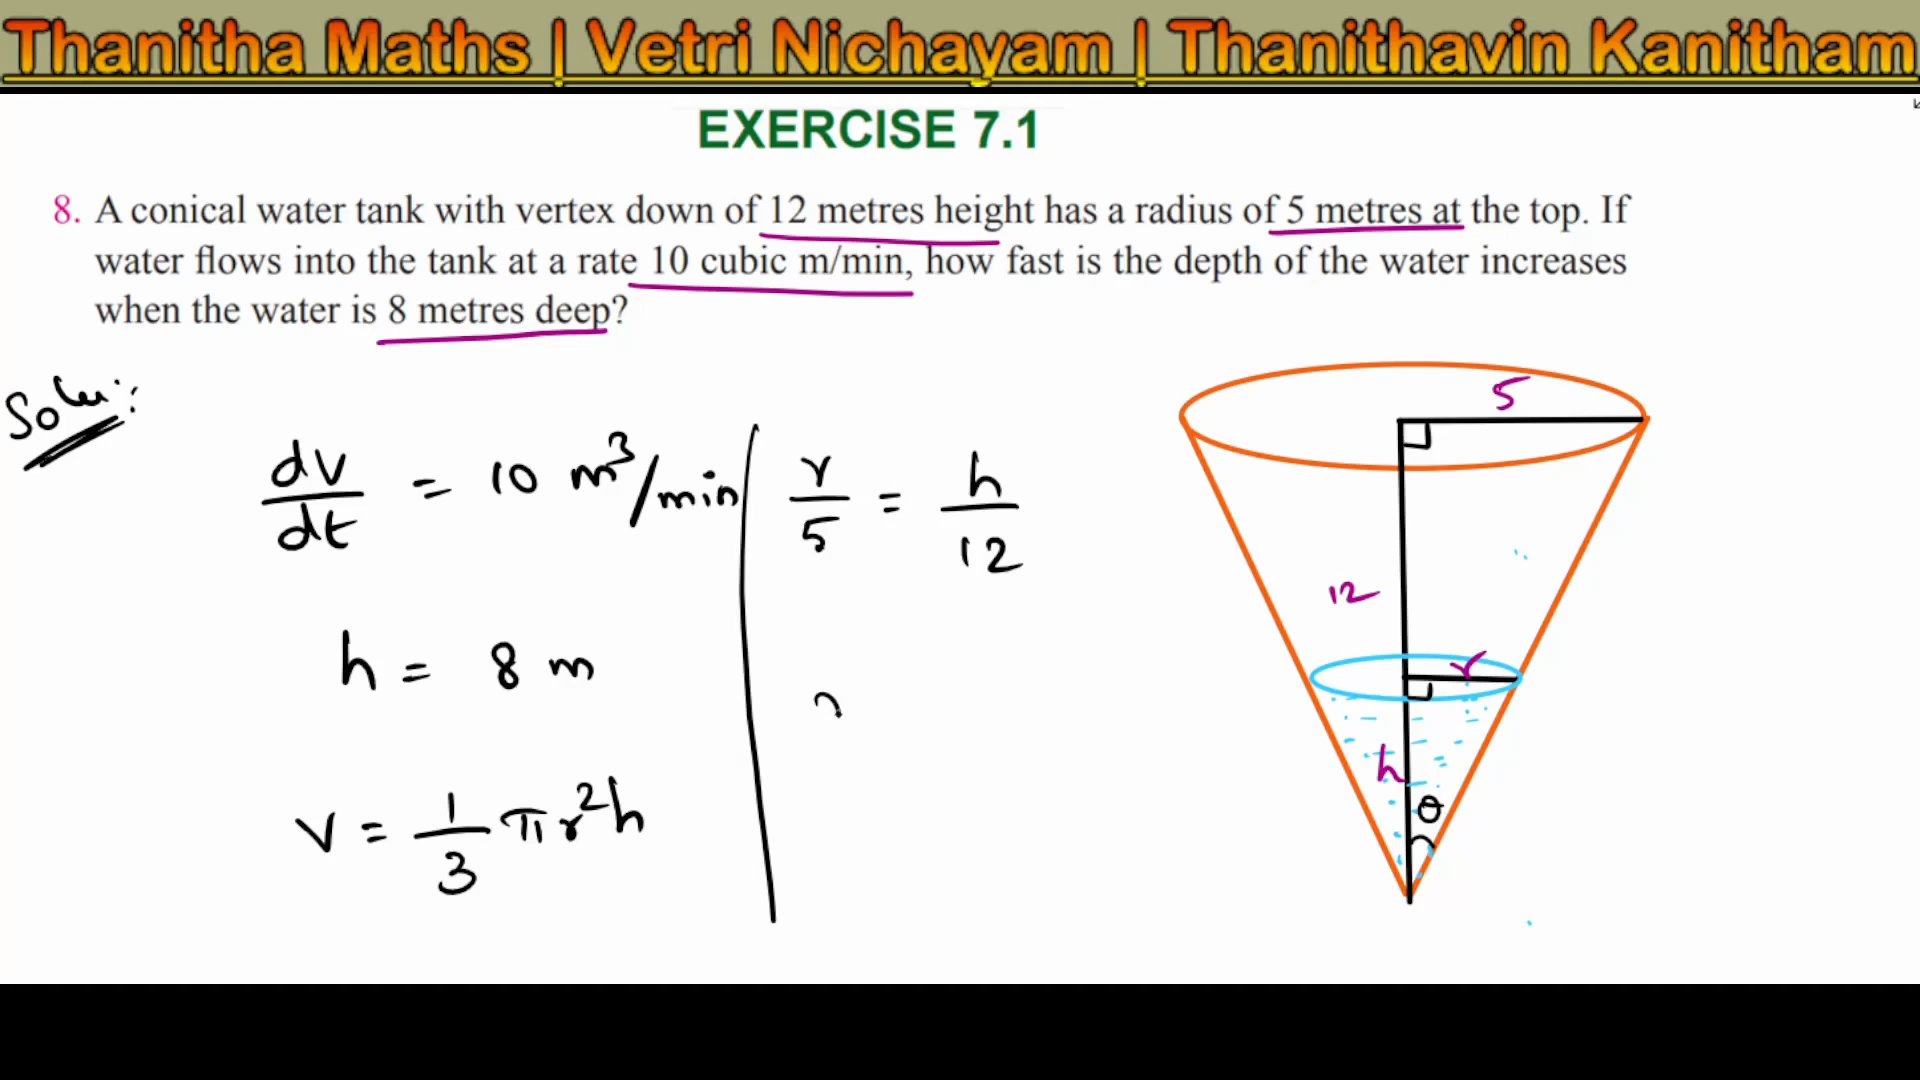 Thanitha Maths | Vetri Nichayam | Thanithavin Kanitham
EXERCISE 7.1
8. A conical water tank with vertex down of 12 metres height has a radius of 5 metres at the top. If
water flows into the tank at a rate 10 cubic m/min, how fast is the depth of the water increases
when the water is 8 metres deep?
dv/dt = 10 m³/min
h = 8 m
v = 1/3 πr²h
r/5 = h/12
5
12
r
h
θ